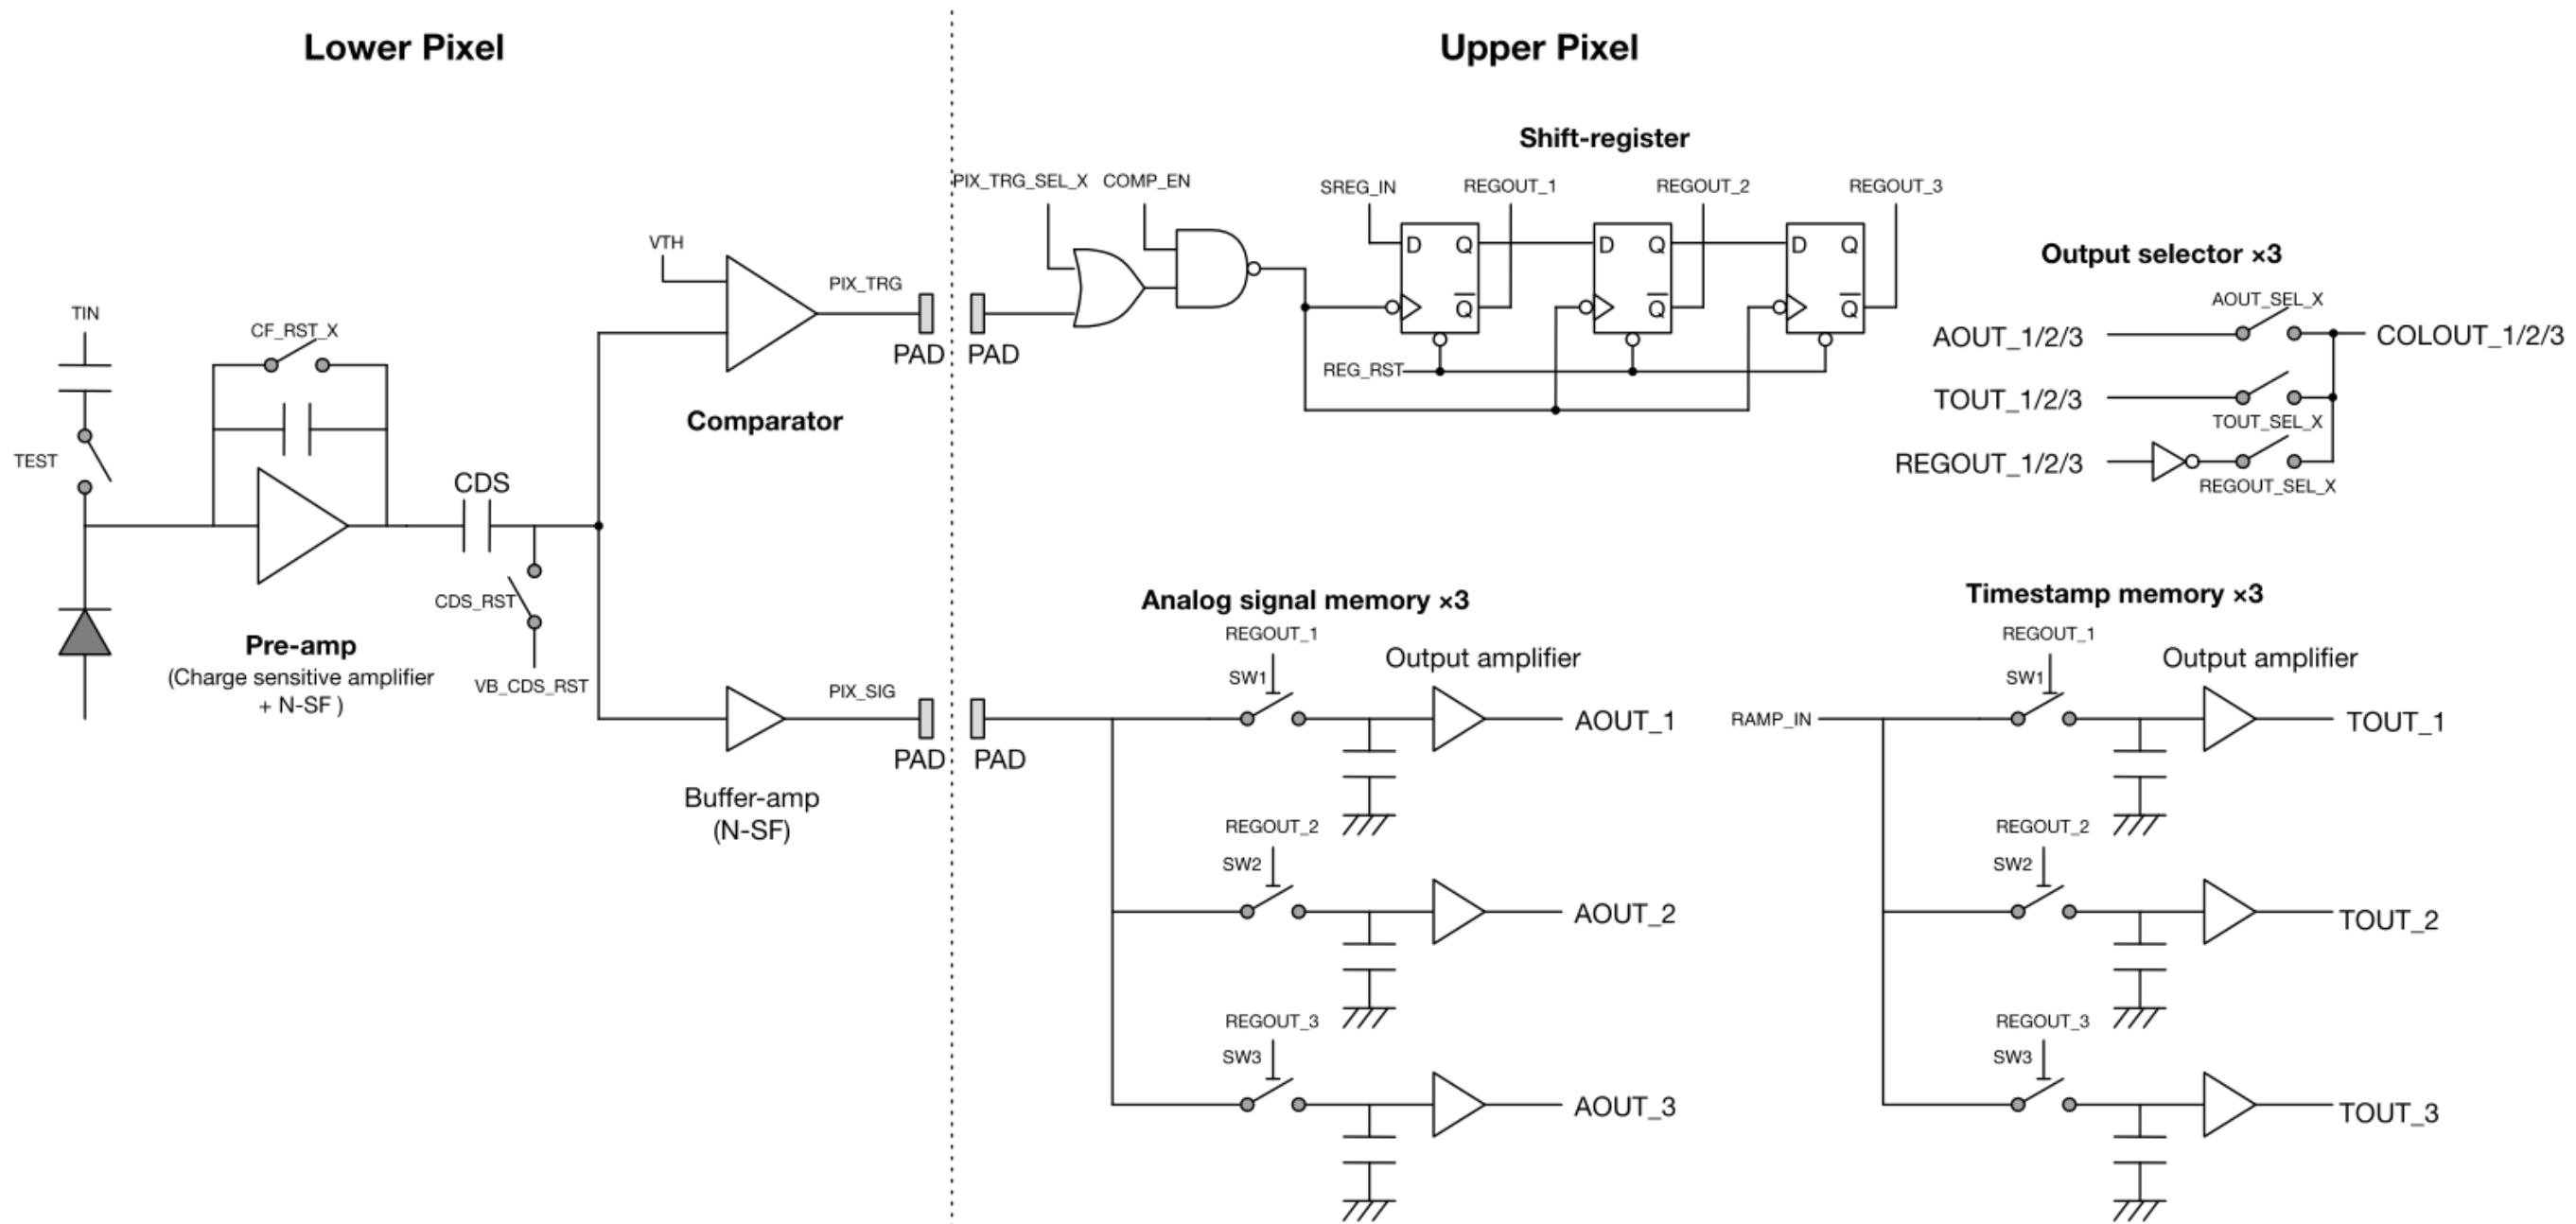 Lower Pixel
Upper Pixel
TIN
TEST
CF_RST_X
Pre-amp
(Charge sensitive amplifier
+ N-SF )
CDS
CDS_RST
VB_CDS_RST
VTH
PIX_TRG
PAD
Comparator
PIX_SIG
PAD
Buffer-amp
(N-SF)
PAD
PIX_TRG_SEL_X
COMP_EN
Shift-register
SREG_IN
REGOUT_1
REGOUT_2
REGOUT_3
D
Q
D
Q
D
Q
Q
Q
Q
REG_RST
Output selector ×3
AOUT_SEL_X
AOUT_1/2/3
COLOUT_1/2/3
TOUT_1/2/3
TOUT_SEL_X
REGOUT_1/2/3
REGOUT_SEL_X
PAD
Analog signal memory ×3
REGOUT_1
SW1
Output amplifier
AOUT_1
REGOUT_2
SW2
AOUT_2
REGOUT_3
SW3
AOUT_3
Timestamp memory ×3
RAMP_IN
REGOUT_1
SW1
Output amplifier
TOUT_1
REGOUT_2
SW2
TOUT_2
REGOUT_3
SW3
TOUT_3